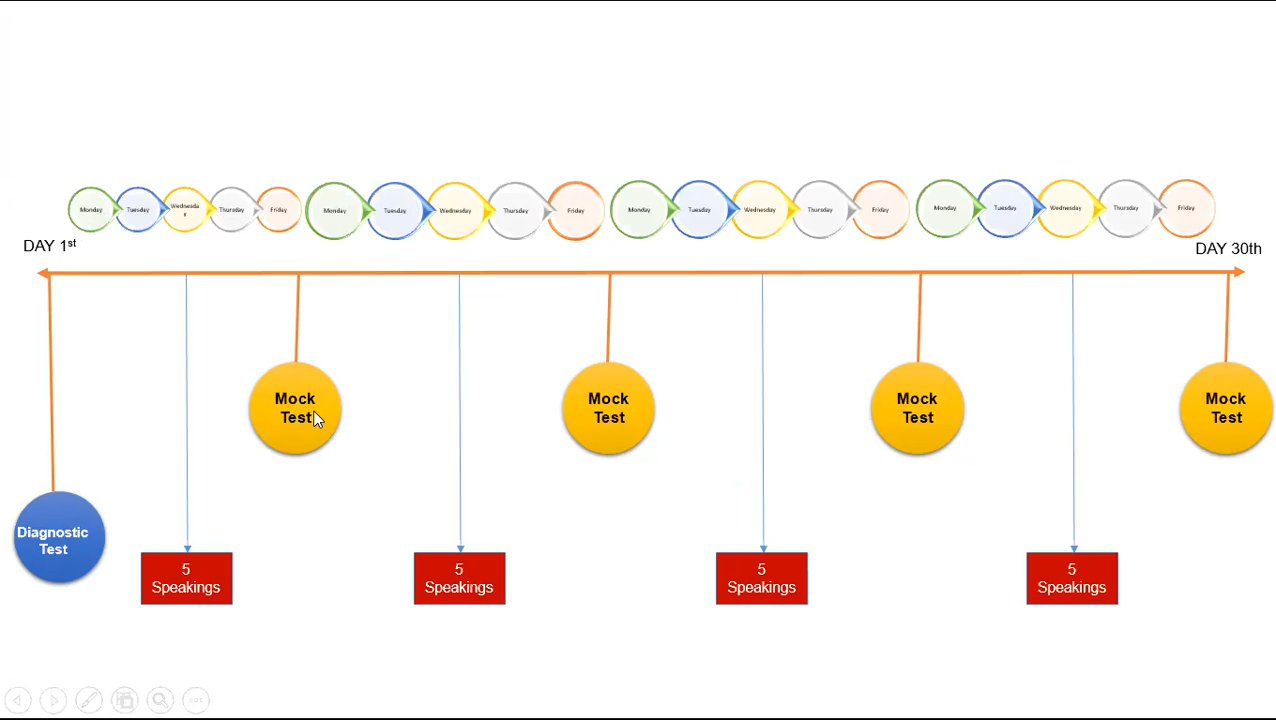 Monday Tuesday Wednesda Thursday Friday Monday Tuesday Wednesday Thursday Friday Monday Tuesday Wednesday Thursday Friday Monday Tuesday Wednesday Thursday Friday
y
DAY 1st
DAY 30th
Mock
Test
Mock
Test
Mock
Test
Mock
Test
Diagnostic
Test
5
Speakings
5
Speakings
5
Speakings
5
Speakings